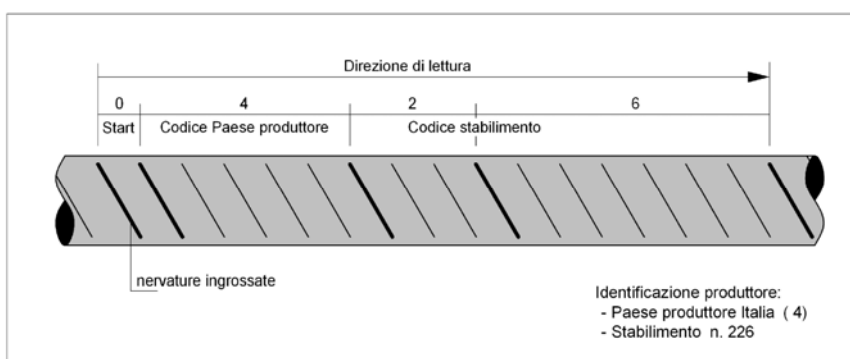 Direzione di lettura
0 4 2 6
Start Codice Paese produttore Codice stabilimento
nervature ingrossate
Identificazione produttore:
- Paese produttore Italia ( 4)
- Stabilimento n. 226